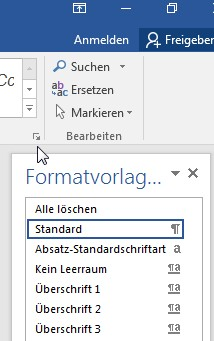 Anmelden
Freigeben
Cc
Suchen
Ersetzen
Markieren
Bearbeiten
Formatvorlag...
Alle löschen
Standard
Absatz-Standardschriftart a
Kein Leerraum
Überschrift 1
Überschrift 2
Überschrift 3